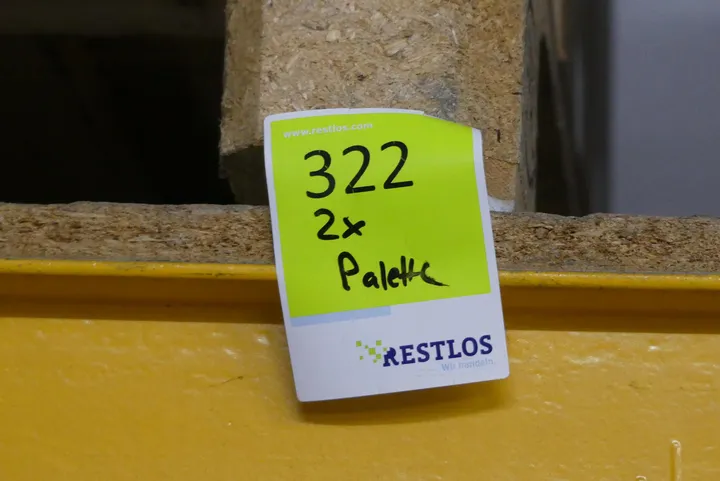 www.restlos.com
322
2x
Palette
RESTLOS
Wir handeln.